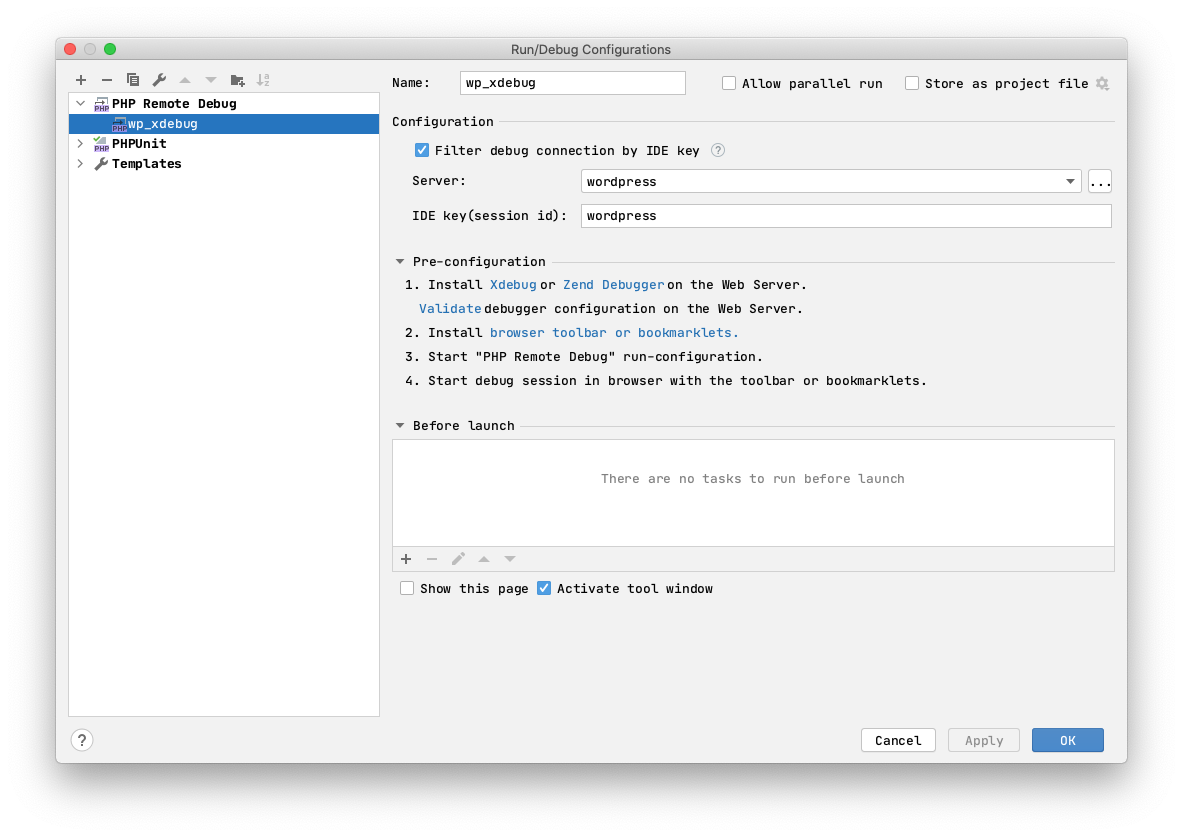 Run/Debug Configurations
PHP Remote Debug
wp_xdebug
PHPUnit
Templates
Name: wp_xdebug Allow parallel run Store as project file
Configuration
Filter debug connection by IDE key ?
Server: wordpress ...
IDE key(session id): wordpress
Pre-configuration
1. Install Xdebug or Zend Debugger on the Web Server.
Validate debugger configuration on the Web Server.
2. Install browser toolbar or bookmarklets.
3. Start "PHP Remote Debug" run-configuration.
4. Start debug session in browser with the toolbar or bookmarklets.
Before launch
There are no tasks to run before launch
Show this page Activate tool window
? Cancel Apply OK